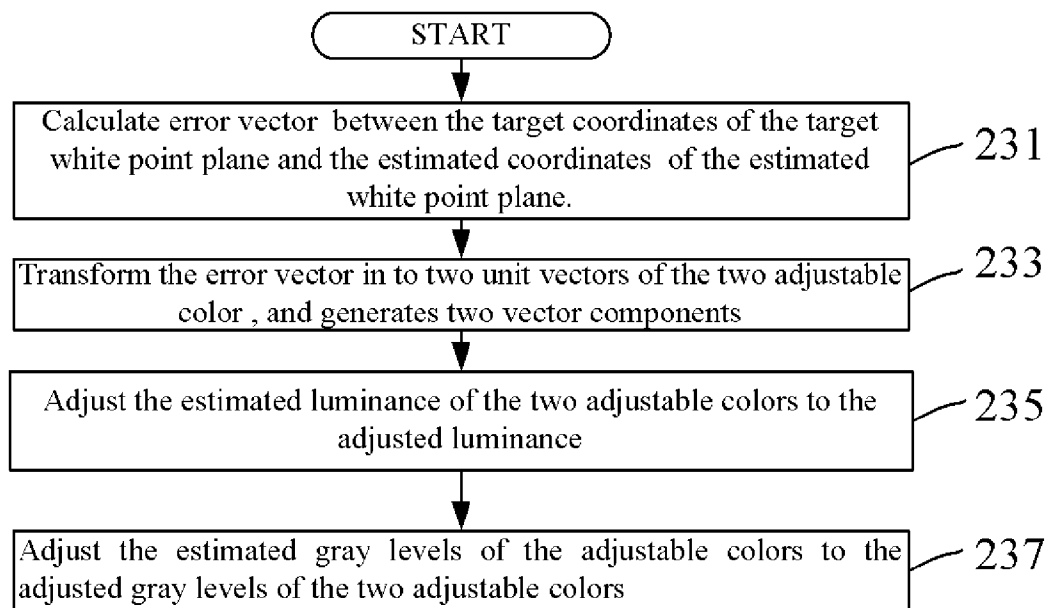 START
Calculate error vector between the target coordinates of the target
white point plane and the estimated coordinates of the estimated
white point plane.
231
Transform the error vector in to two unit vectors of the two adjustable
color , and generates two vector components
233
Adjust the estimated luminance of the two adjustable colors to the
adjusted luminance
235
Adjust the estimated gray levels of the adjustable colors to the
adjusted gray levels of the two adjustable colors
237